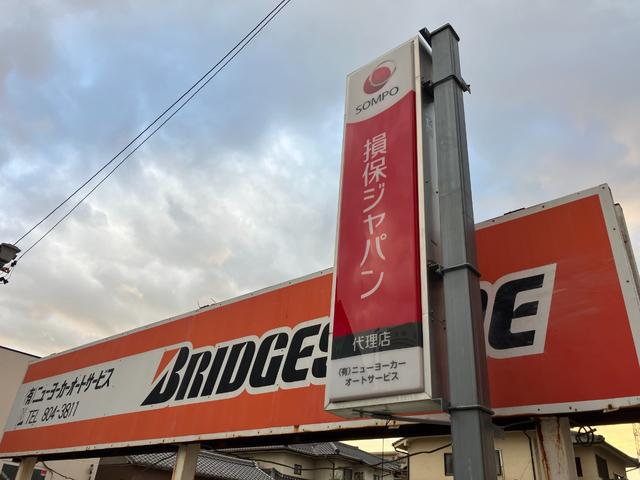 SOMPO
損保ジャパン
代理店
(有)ニューヨーカー
オートサービス
BRIDGES
NE
(有)ニューヨーカーオートサービス
TEL 804-3811